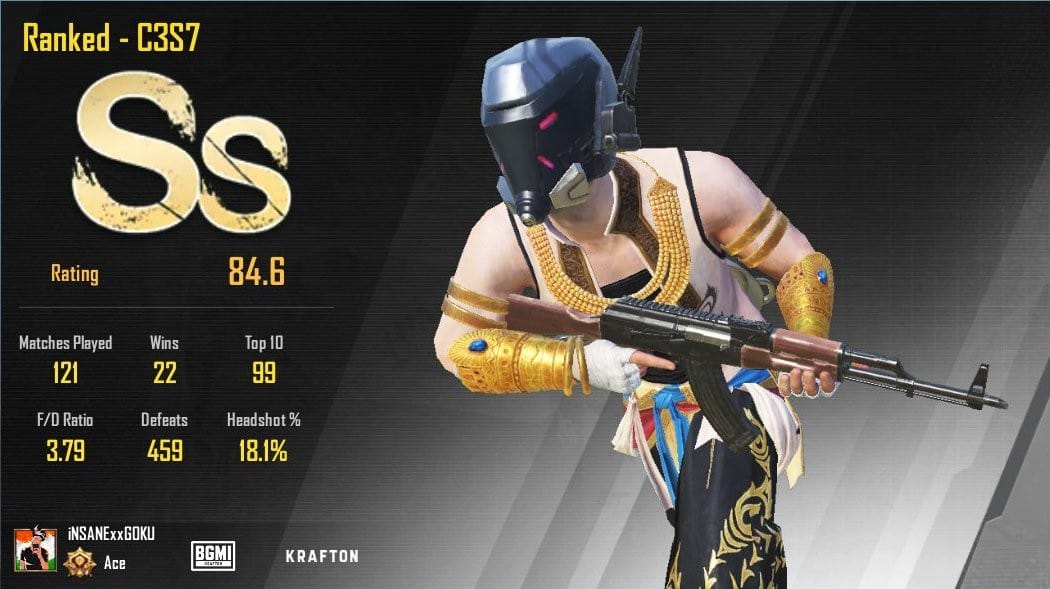 Ranked - C3S7
Ss
Rating 84.6
Matches Played Wins Top 10
121 22 99
F/D Ratio Defeats Headshot %
3.79 459 18.1%
iNSANExxGOKU
Ace
BGMI
KRAFTON